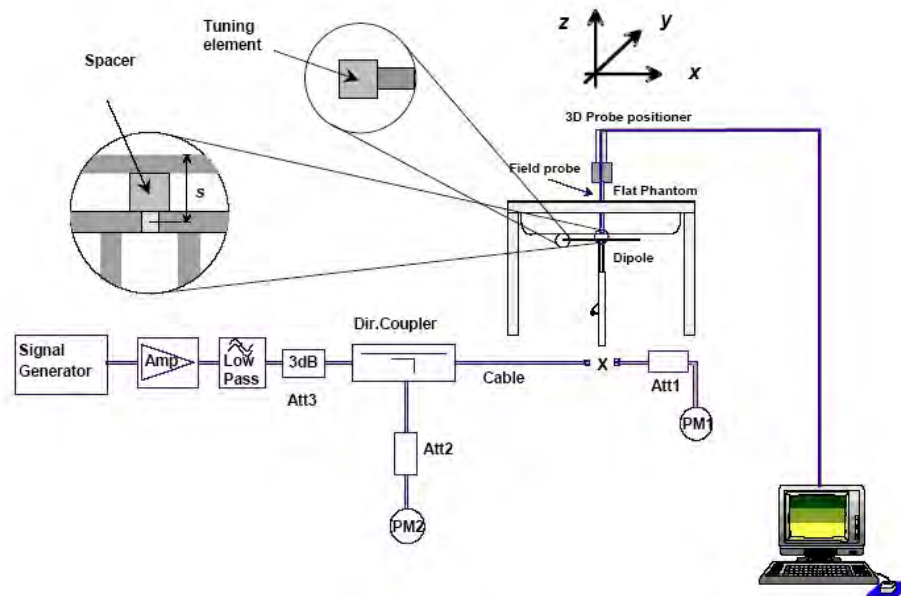 Tuning
element
Spacer
s
z
y
x
3D Probe positioner
Field probe
Flat Phantom
Dipole
Signal
Generator
Amp
Low
Pass
3dB
Att3
Dir.Coupler
Cable
X
Att1
PM1
Att2
PM2